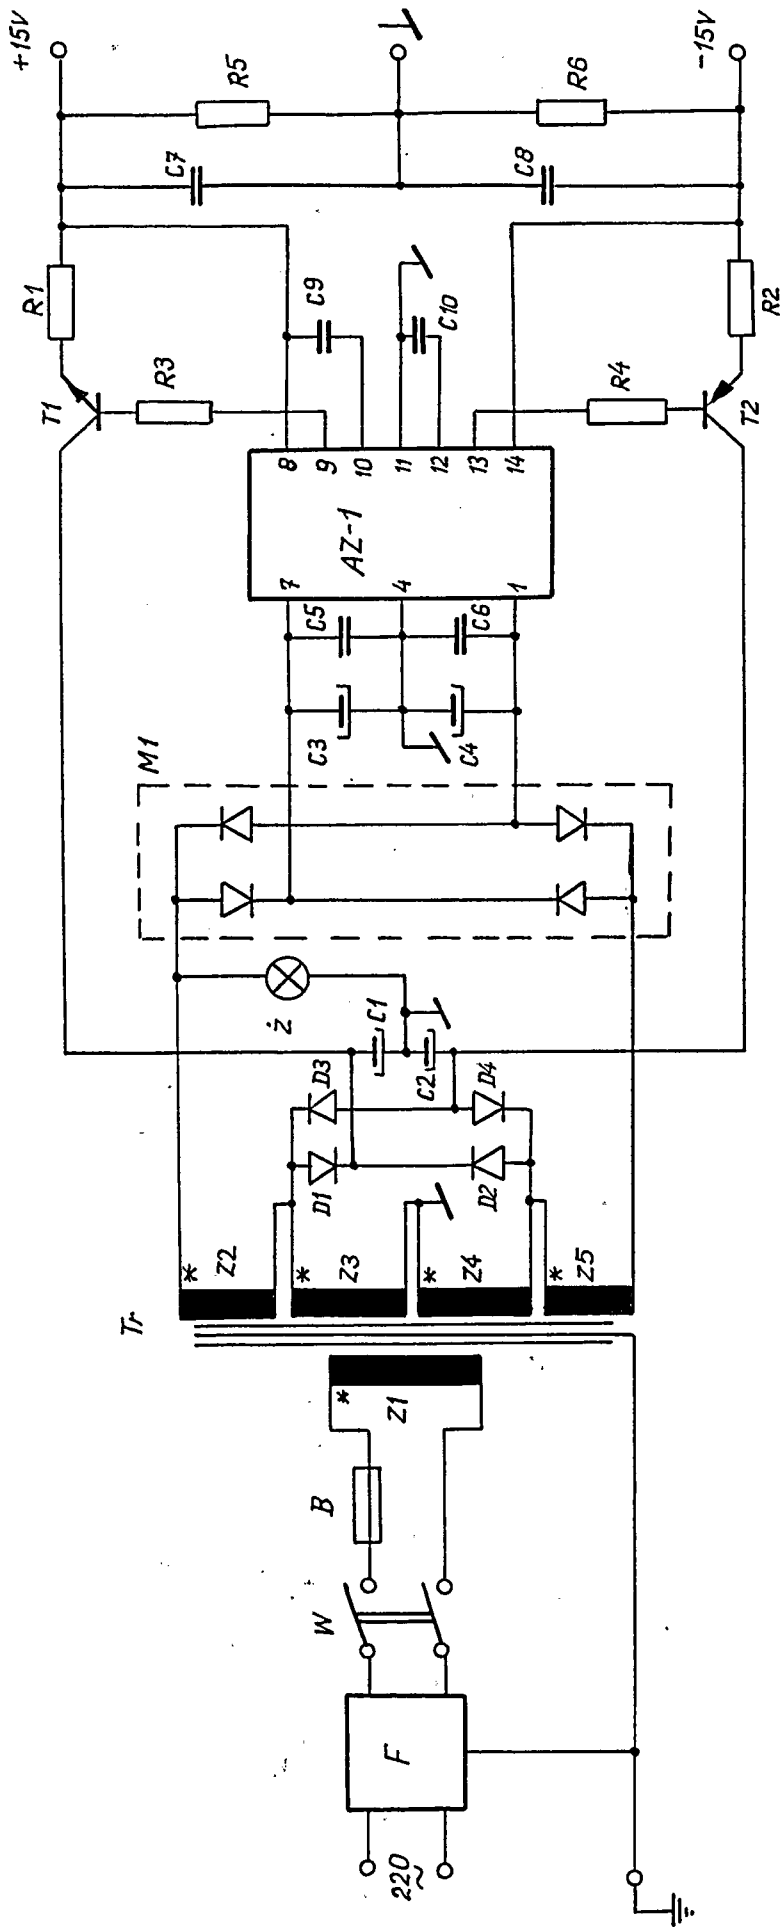 220
~
F
W
B
Z1
*
Tr
*
Z2
*
Z3
*
Z4
*
Z5
D1
D3
D2
D4
C1
C2
Ż
M1
C3
C5
C4
C6
AZ-1
7
4
1
8
9
10
11
12
13
14
T1
R1
R3
C9
C10
R4
T2
R2
C7
R5
C8
R6
+15V
-15V